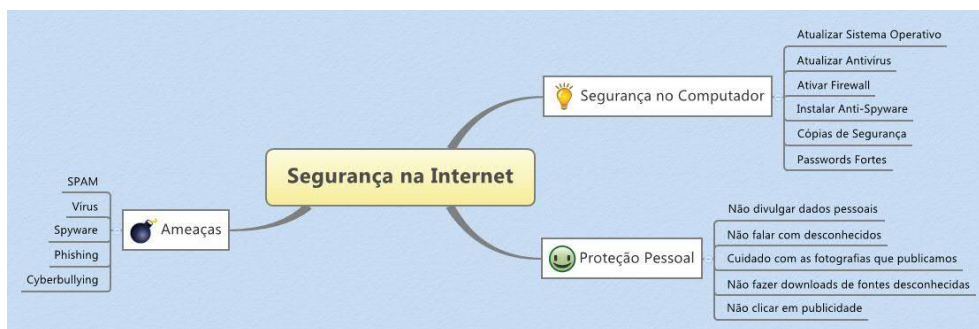 Segurança na Internet
Segurança no Computador
Atualizar Sistema Operativo
Atualizar Antivírus
Ativar Firewall
Instalar Anti-Spyware
Cópias de Segurança
Passwords Fortes
Proteção Pessoal
Não divulgar dados pessoais
Não falar com desconhecidos
Cuidado com as fotografias que publicamos
Não fazer downloads de fontes desconhecidas
Não clicar em publicidade
Ameaças
SPAM
Vírus
Spyware
Phishing
Cyberbullying